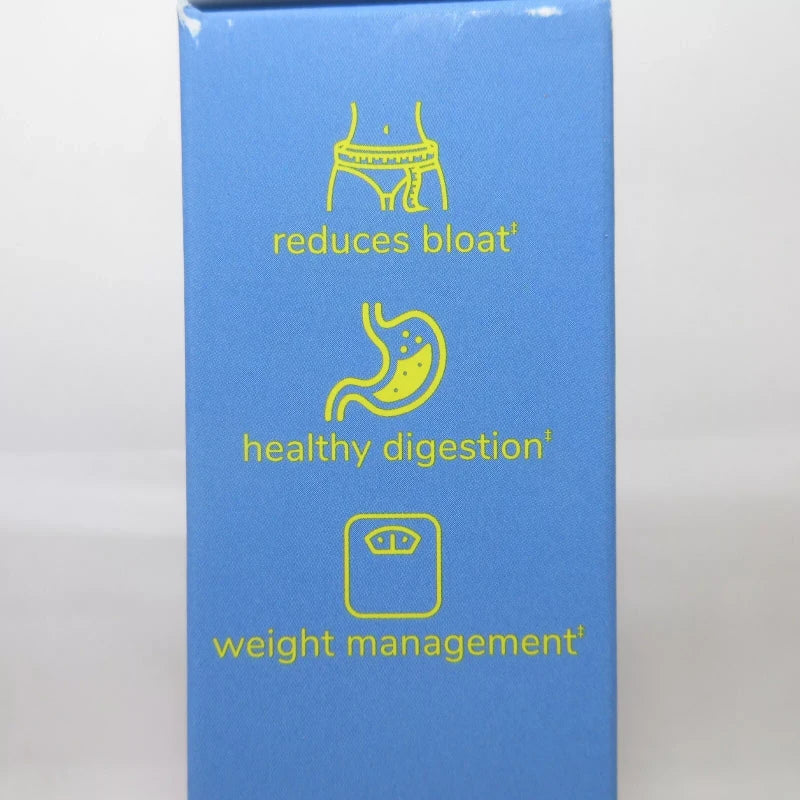 reduces bloat‡
healthy digestion‡
weight management‡